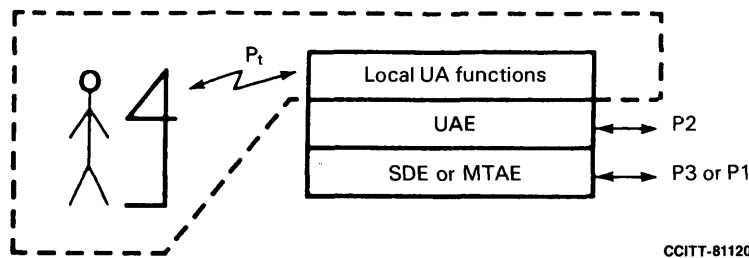 Pt
Local UA functions
UAE
P2
SDE or MTAE
P3 or P1
CCITT-81120